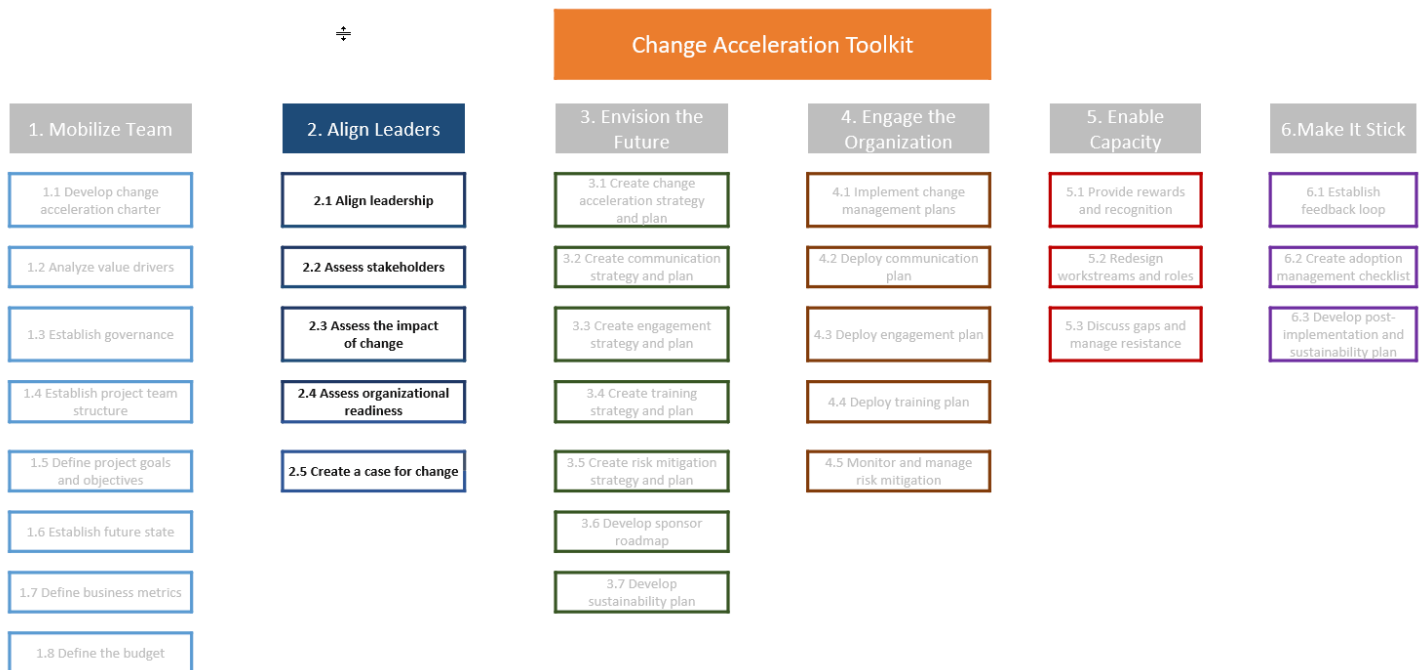 Change Acceleration Toolkit
1. Mobilize Team
1.1 Develop change
acceleration charter
1.2 Analyze value drivers
1.3 Establish governance
1.4 Establish project team
structure
1.5 Define project goals
and objectives
1.6 Establish future state
1.7 Define business metrics
1.8 Define the budget
2. Align Leaders
2.1 Align leadership
2.2 Assess stakeholders
2.3 Assess the impact
of change
2.4 Assess organizational
readiness
2.5 Create a case for change
3. Envision the
Future
3.1 Create change
acceleration strategy
and plan
3.2 Create communication
strategy and plan
3.3 Create engagement
strategy and plan
3.4 Create training
strategy and plan
3.5 Create risk mitigation
strategy and plan
3.6 Develop sponsor
roadmap
3.7 Develop
sustainability plan
4. Engage the
Organization
4.1 Implement change
management plans
4.2 Deploy communication
plan
4.3 Deploy engagement plan
4.4 Deploy training plan
4.5 Monitor and manage
risk mitigation
5. Enable
Capacity
5.1 Provide rewards
and recognition
5.2 Redesign
workstreams and roles
5.3 Discuss gaps and
manage resistance
6.Make It Stick
6.1 Establish
feedback loop
6.2 Create adoption
management checklist
6.3 Develop post-
implementation and
sustainability plan